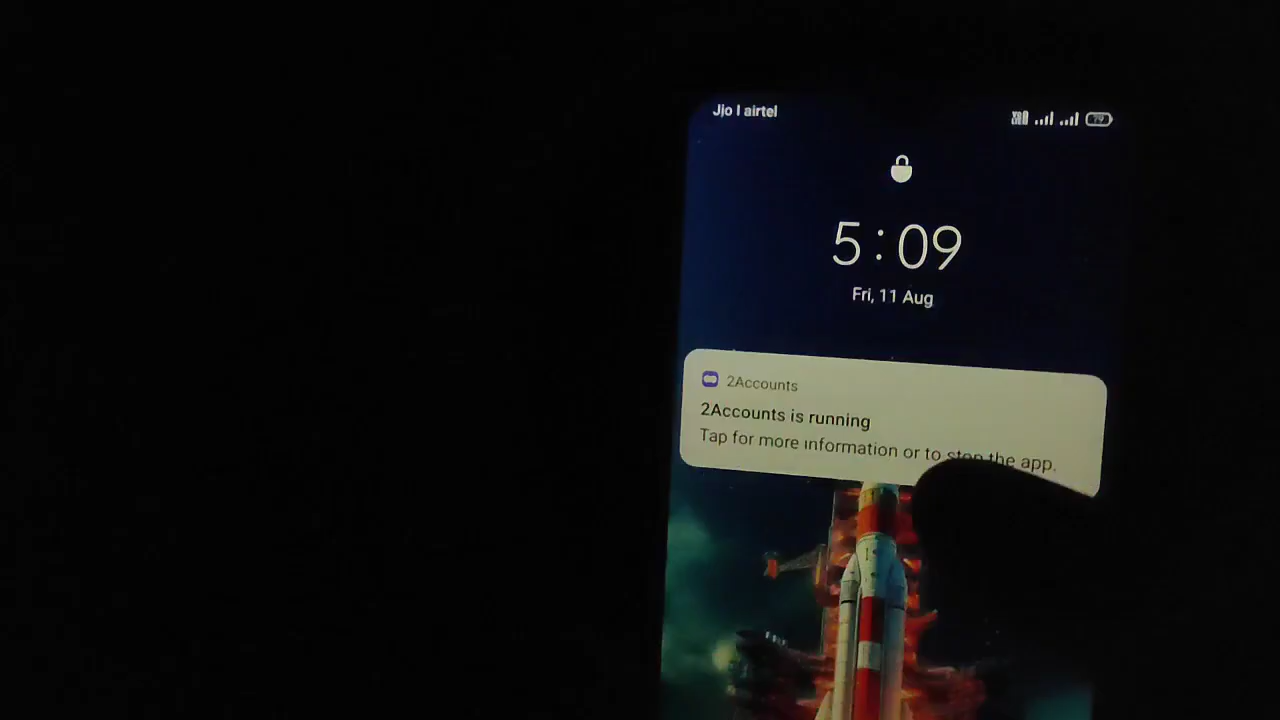 Jio | airtel
79
5:09
Fri, 11 Aug
2Accounts
2Accounts is running
Tap for more information or to stop the app.